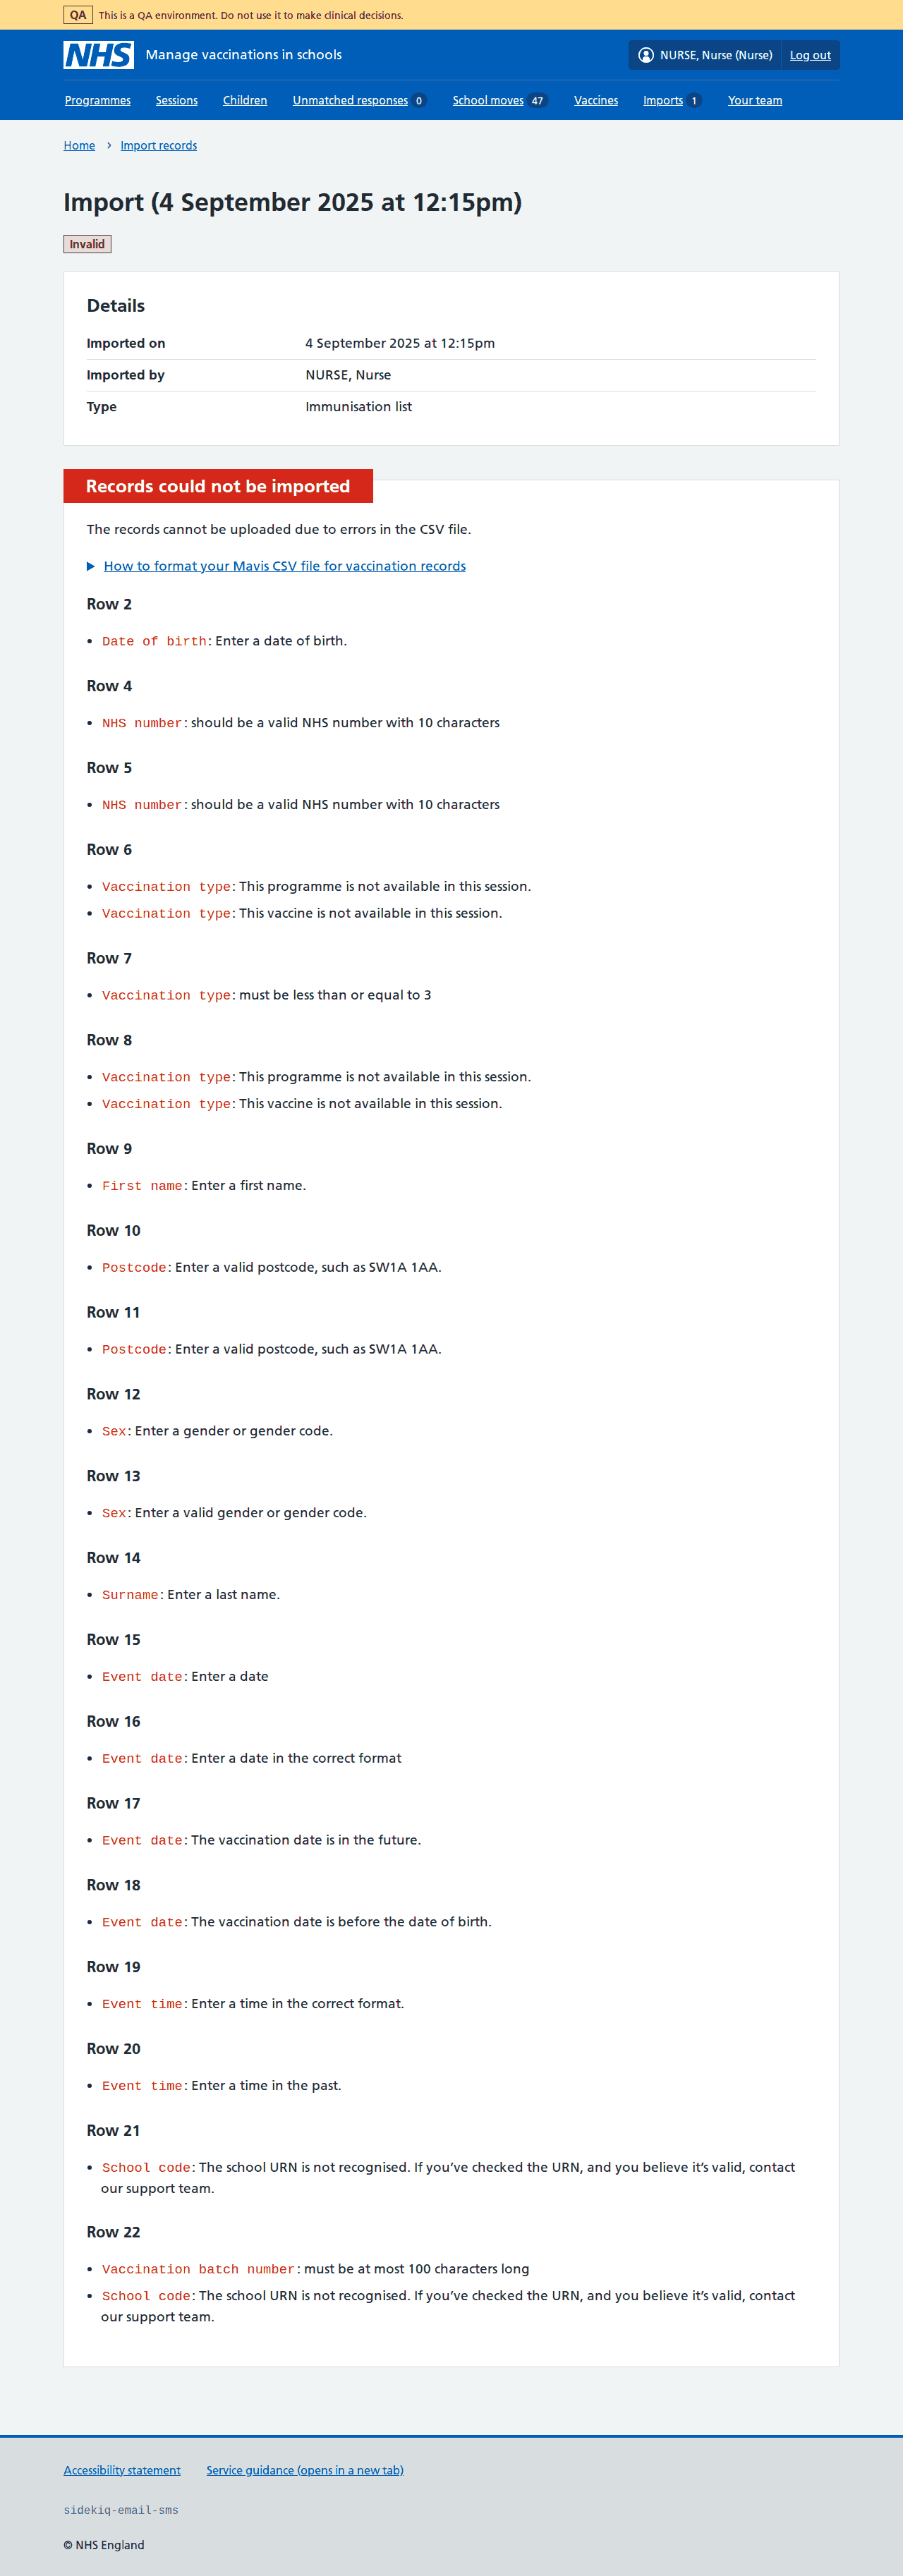 QA This is a QA environment. Do not use it to make clinical decisions.
NHS Manage vaccinations in schools NURSE, Nurse (Nurse) Log out
Programmes Sessions Children Unmatched responses 0 School moves 47 Vaccines Imports 1 Your team
Home › Import records
Import (4 September 2025 at 12:15pm)
Invalid
Details
Imported on 4 September 2025 at 12:15pm
Imported by NURSE, Nurse
Type Immunisation list
Records could not be imported
The records cannot be uploaded due to errors in the CSV file.
How to format your Mavis CSV file for vaccination records
Row 2
• Date of birth: Enter a date of birth.
Row 4
• NHS number: should be a valid NHS number with 10 characters
Row 5
• NHS number: should be a valid NHS number with 10 characters
Row 6
• Vaccination type: This programme is not available in this session.
• Vaccination type: This vaccine is not available in this session.
Row 7
• Vaccination type: must be less than or equal to 3
Row 8
• Vaccination type: This programme is not available in this session.
• Vaccination type: This vaccine is not available in this session.
Row 9
• First name: Enter a first name.
Row 10
• Postcode: Enter a valid postcode, such as SW1A 1AA.
Row 11
• Postcode: Enter a valid postcode, such as SW1A 1AA.
Row 12
• Sex: Enter a gender or gender code.
Row 13
• Sex: Enter a valid gender or gender code.
Row 14
• Surname: Enter a last name.
Row 15
• Event date: Enter a date
Row 16
• Event date: Enter a date in the correct format
Row 17
• Event date: The vaccination date is in the future.
Row 18
• Event date: The vaccination date is before the date of birth.
Row 19
• Event time: Enter a time in the correct format.
Row 20
• Event time: Enter a time in the past.
Row 21
• School code: The school URN is not recognised. If you’ve checked the URN, and you believe it’s valid, contact
our support team.
Row 22
• Vaccination batch number: must be at most 100 characters long
• School code: The school URN is not recognised. If you’ve checked the URN, and you believe it’s valid, contact
our support team.
Accessibility statement Service guidance (opens in a new tab)
sidekiq-email-sms
© NHS England